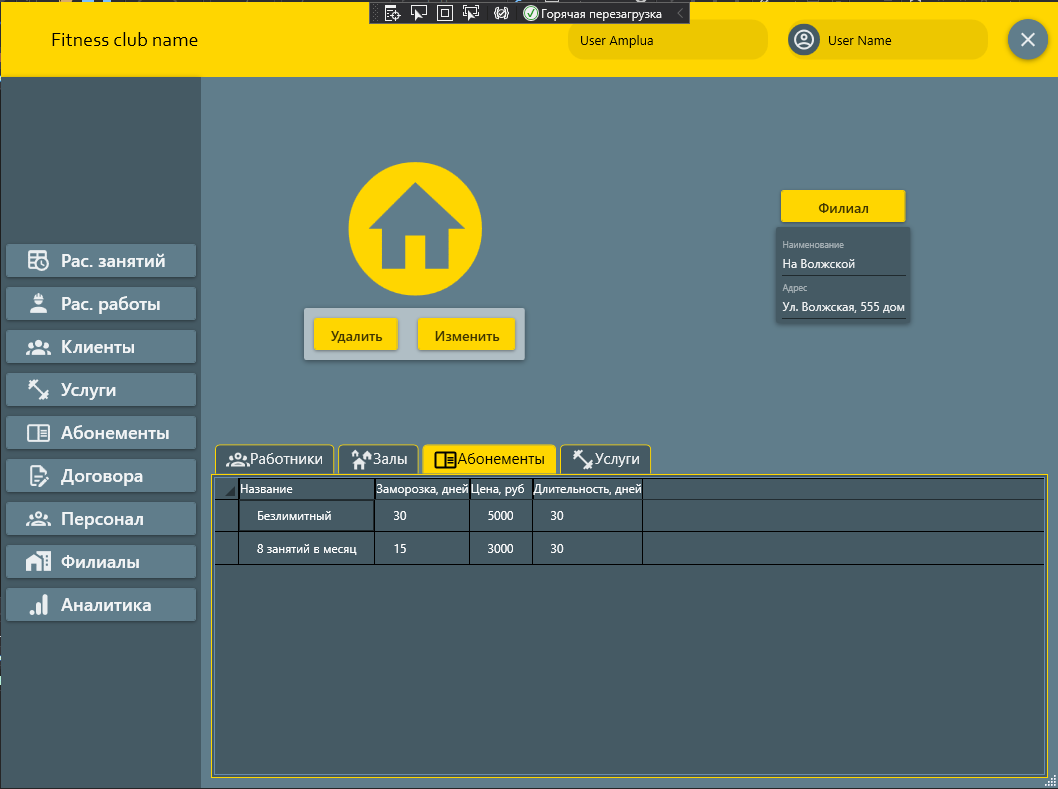 Горячая перезагрузка
Fitness club name
User Amplua
User Name
Филиал
Наименование
На Волжской
Адрес
Ул. Волжская, 555 дом
Удалить Изменить
Рас. занятий
Рас. работы
Клиенты
Услуги
Абонементы
Договора
Персонал
Филиалы
Аналитика
Работники Залы Абонементы Услуги
Название Заморозка, дней Цена, руб Длительность, дней
Безлимитный 30 5000 30
8 занятий в месяц 15 3000 30